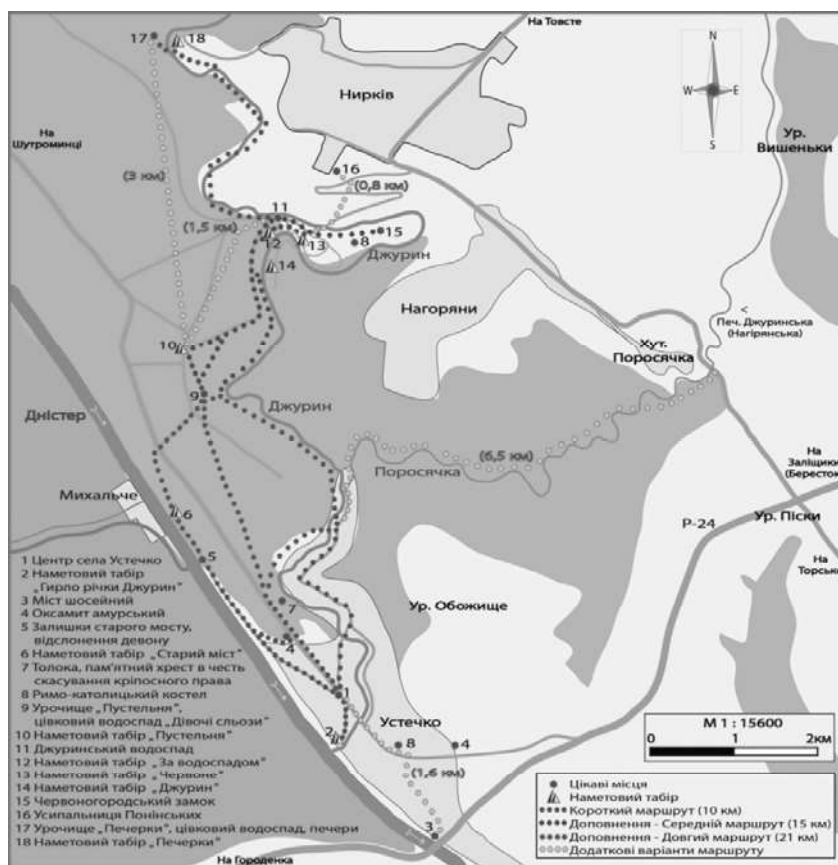 На Товсте
17
18
Нирків
N
W
E
S
Ур.
Вишеньки
На
Шутроминці
16
(0,8 км)
(3 км)
(1,5 км)
11
12
13
8
15
Джурин
14
Нагоряни
<
Печ. Джуринська
(Нагірянська)
Хут.
Поросячка
10
9
Джурин
Дністер
Поросячка
(6,5 км)
На
Заліщики
(Бересток)
Михальче
6
Р-24
Ур. Піски
5
На
Торськ
1 Центр села Устечко
2 Наметовий табір
„Гирло річки Джурин"
3 Міст шосейний
4 Оксамит амурський
5 Залишки старого мосту,
відслонення девону
6 Наметовий табір „Старий міст"
7 Толока, пам'ятний хрест в честь
скасування кріпосного права
8 Римо-католицький костел
9 Урочище „Пустельня",
цівковий водоспад „Дівочі сльози"
10 Наметовий табір „Пустельня"
11 Джуринський водоспад
12 Наметовий табір „За водоспадом"
13 Наметовий табір „Червоне"
14 Наметовий табір „Джурин"
15 Червоногородський замок
16 Усипальниця Понінських
17 Урочище „Печерки", цівковий водоспад, печери
18 Наметовий табір „Печерки"
Ур. Обожище
7
4
1
2
Устечко
8
4
(1,6 км)
3
На Городенка
М 1 : 15600
0
1
2км
Цікаві місця
Наметовий табір
Короткий маршрут (10 км)
Доповнення - Середній маршрут (15 км)
Доповнення - Довгий маршрут (21 км)
Додаткові варіанти маршруту